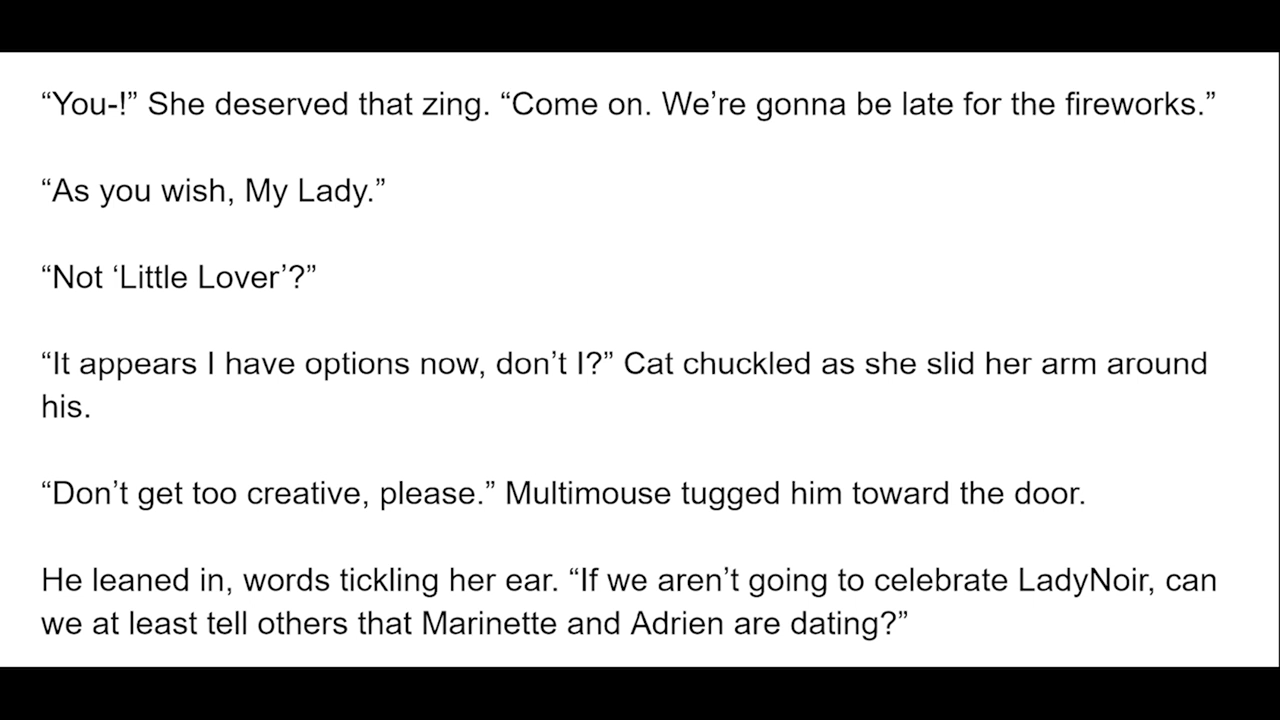 “You-!” She deserved that zing. “Come on. We’re gonna be late for the fireworks.”
“As you wish, My Lady.”
“Not ‘Little Lover’?”
“It appears I have options now, don’t I?” Cat chuckled as she slid her arm around
his.
“Don’t get too creative, please.” Multimouse tugged him toward the door.
He leaned in, words tickling her ear. “If we aren’t going to celebrate LadyNoir, can
we at least tell others that Marinette and Adrien are dating?”